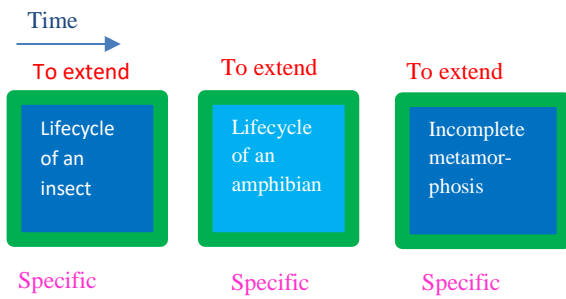 Time
To extend
To extend
To extend
Lifecycle
of an
insect
Lifecycle
of an
amphibian
Incomplete
metamor-
phosis
Specific
Specific
Specific